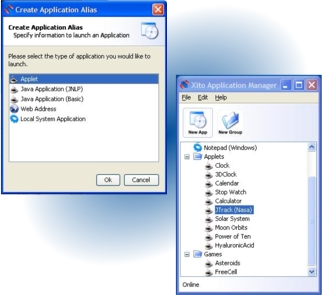 Create Application Alias
Create Application Alias
Specify information to launch an Application
Please select the type of application you would like to
launch.
Applet
Java Application (JNLP)
Java Application (Basic)
Web Address
Local System Application
Ok Cancel
Xito Application Manager
File Edit Help
New App New Group
Notepad (Windows)
Applets
Clock
3DClock
Calendar
Stop Watch
Calculator
JTrack (Nasa)
Solar System
Moon Orbits
Power of Ten
HyaluronicAcid
Games
Asteroids
FreeCell
Online